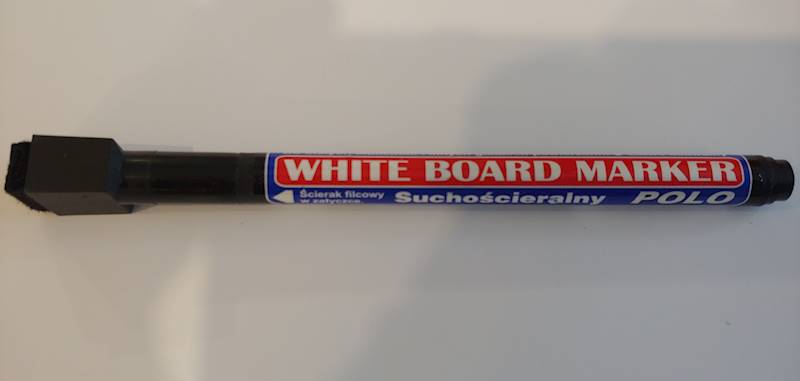 WHITE BOARD MARKER
Ścierak filcowy
w zatyczce.
Suchościeralny
POLO